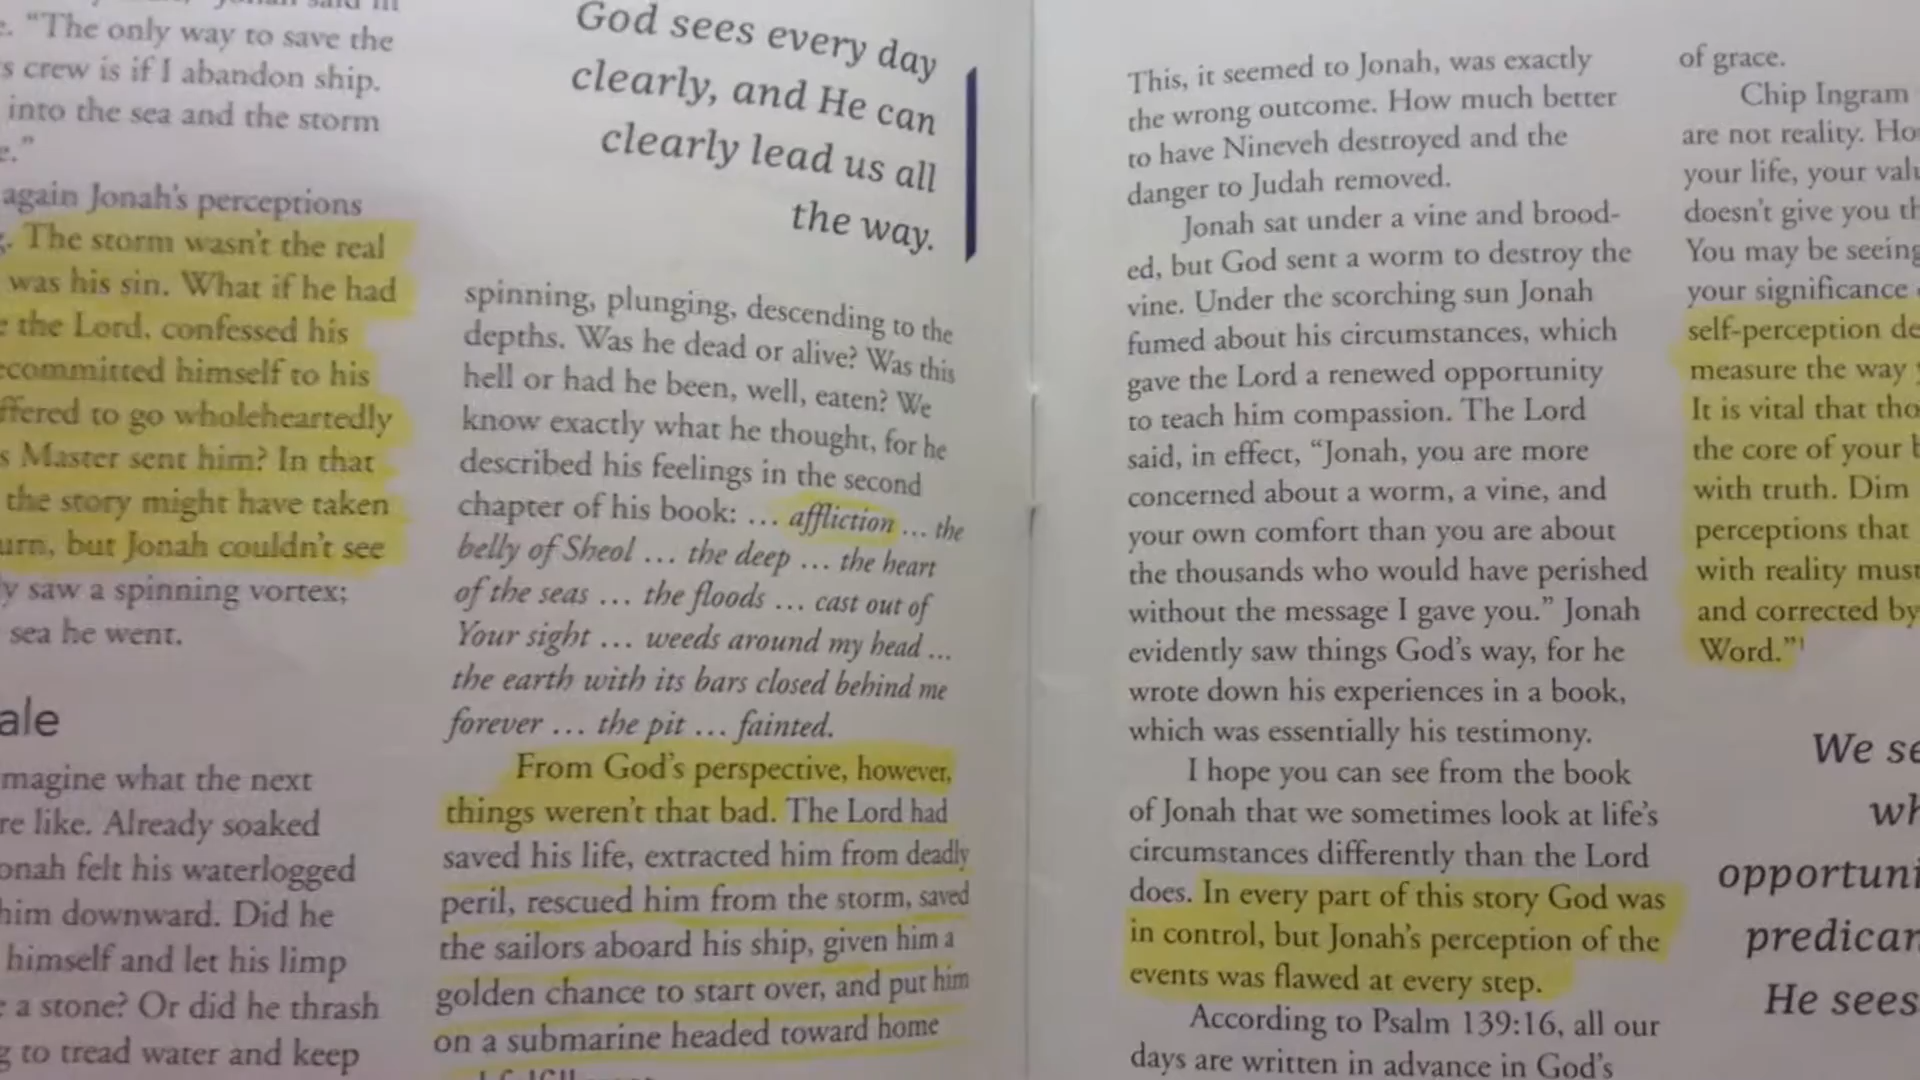 "The only way to save the
s crew is if I abandon ship.
into the sea and the storm
e."
again Jonah's perceptions
The storm wasn't the real
was his sin. What if he had
the Lord, confessed his
ecommitted himself to his
ffered to go wholeheartedly
s Master sent him? In that
the story might have taken
urn, but Jonah couldn't see
y saw a spinning vortex;
sea he went.
ale
magine what the next
re like. Already soaked
onah felt his waterlogged
him downward. Did he
himself and let his limp
a stone? Or did he thrash
g to tread water and keep
God sees every day
clearly, and He can
clearly lead us all
the way.
spinning, plunging, descending to the
depths. Was he dead or alive? Was this
hell or had he been, well, eaten? We
know exactly what he thought, for he
described his feelings in the second
chapter of his book: … affliction … the
belly of Sheol … the deep … the heart
of the seas … the floods … cast out of
Your sight … weeds around my head …
the earth with its bars closed behind me
forever … the pit … fainted.
From God's perspective, however,
things weren't that bad. The Lord had
saved his life, extracted him from deadly
peril, rescued him from the storm, saved
the sailors aboard his ship, given him a
golden chance to start over, and put him
on a submarine headed toward home
This, it seemed to Jonah, was exactly
the wrong outcome. How much better
to have Nineveh destroyed and the
danger to Judah removed.
Jonah sat under a vine and brood-
ed, but God sent a worm to destroy the
vine. Under the scorching sun Jonah
fumed about his circumstances, which
gave the Lord a renewed opportunity
to teach him compassion. The Lord
said, in effect, "Jonah, you are more
concerned about a worm, a vine, and
your own comfort than you are about
the thousands who would have perished
without the message I gave you." Jonah
evidently saw things God's way, for he
wrote down his experiences in a book,
which was essentially his testimony.
I hope you can see from the book
of Jonah that we sometimes look at life's
circumstances differently than the Lord
does. In every part of this story God was
in control, but Jonah's perception of the
events was flawed at every step.
According to Psalm 139:16, all our
days are written in advance in God's
of grace.
Chip Ingram
are not reality. Ho
your life, your valu
doesn't give you th
You may be seeing
your significance
self-perception de
measure the way
It is vital that tho
the core of your b
with truth. Dim
perceptions that
with reality must
and corrected by
Word."¹
We se
wh
opportuni
predicam
He sees